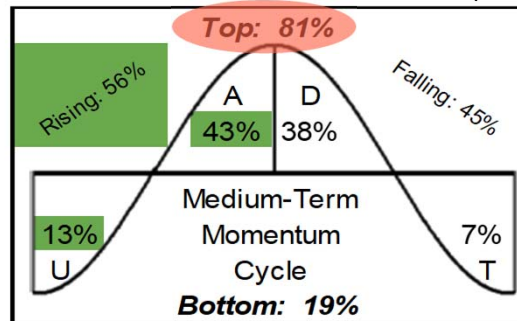 Top: 81%
Rising: 56%
Falling: 45%
A D
43% 38%
Medium-Term
13% Momentum 7%
U Cycle T
Bottom: 19%